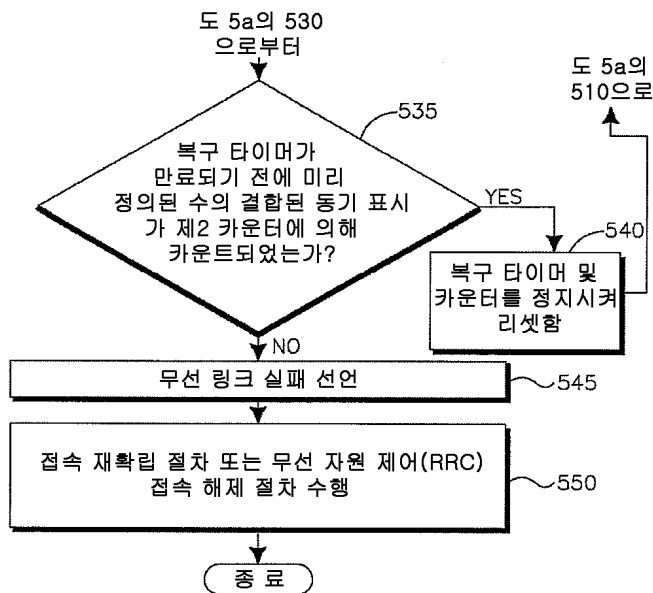 도 5a의 530
으로부터
도 5a의
510으로
535
복구 타이머가
만료되기 전에 미리
정의된 수의 결합된 동기 표시
가 제2 카운터에 의해
카운트되었는가?
YES
540
복구 타이머 및
카운터를 정지시켜
리셋함
NO
무선 링크 실패 선언
545
접속 재확립 절차 또는 무선 자원 제어(RRC)
접속 해제 절차 수행
550
종 료